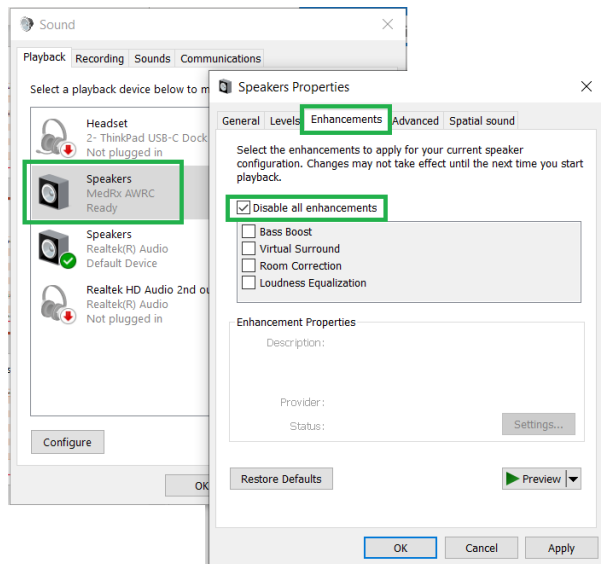 Sound
Playback Recording Sounds Communications
Select a playback device below to m
Headset
2- ThinkPad USB-C Dock
Not plugged in
Speakers
MedRx AWRC
Ready
Speakers
Realtek(R) Audio
Default Device
Realtek HD Audio 2nd ou
Realtek(R) Audio
Not plugged in
Configure
OK
Speakers Properties
General Levels Enhancements Advanced Spatial sound
Select the enhancements to apply for your current speaker
configuration. Changes may not take effect until the next time you start
playback.
Disable all enhancements
Bass Boost
Virtual Surround
Room Correction
Loudness Equalization
Enhancement Properties
Description:
Provider:
Status:
Settings...
Restore Defaults
Preview
OK Cancel Apply